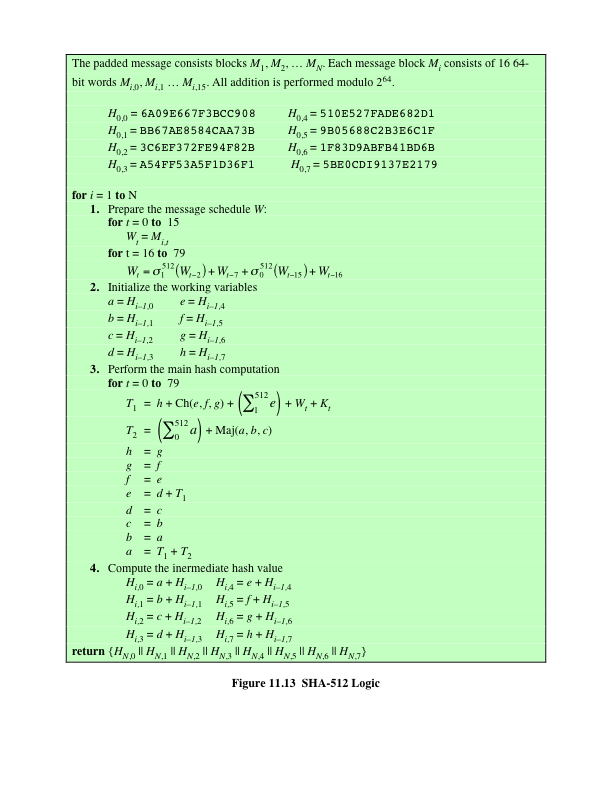 The padded message consists blocks M1, M2, … MN. Each message block Mi consists of 16 64-
bit words Mi,0, Mi,1 … Mi,15. All addition is performed modulo 2^64.
H0,0 = 6A09E667F3BCC908 H0,4 = 510E527FADE682D1
H0,1 = BB67AE8584CAA73B H0,5 = 9B05688C2B3E6C1F
H0,2 = 3C6EF372FE94F82B H0,6 = 1F83D9ABFB41BD6B
H0,3 = A54FF53A5F1D36F1 H0,7 = 5BE0CDI9137E2179
for i = 1 to N
1. Prepare the message schedule W:
for t = 0 to 15
Wt = Mi,t
for t = 16 to 79
Wt = σ1^512(Wt–2) + Wt–7 + σ0^512(Wt–15) + Wt–16
2. Initialize the working variables
a = Hi–1,0 e = Hi–1,4
b = Hi–1,1 f = Hi–1,5
c = Hi–1,2 g = Hi–1,6
d = Hi–1,3 h = Hi–1,7
3. Perform the main hash computation
for t = 0 to 79
T1 = h + Ch(e, f, g) + (∑1^512 e) + Wt + Kt
T2 = (∑0^512 a) + Maj(a, b, c)
h = g
g = f
f = e
e = d + T1
d = c
c = b
b = a
a = T1 + T2
4. Compute the inermediate hash value
Hi,0 = a + Hi–1,0 Hi,4 = e + Hi–1,4
Hi,1 = b + Hi–1,1 Hi,5 = f + Hi–1,5
Hi,2 = c + Hi–1,2 Hi,6 = g + Hi–1,6
Hi,3 = d + Hi–1,3 Hi,7 = h + Hi–1,7
return {HN,0 || HN,1 || HN,2 || HN,3 || HN,4 || HN,5 || HN,6 || HN,7}
Figure 11.13 SHA-512 Logic